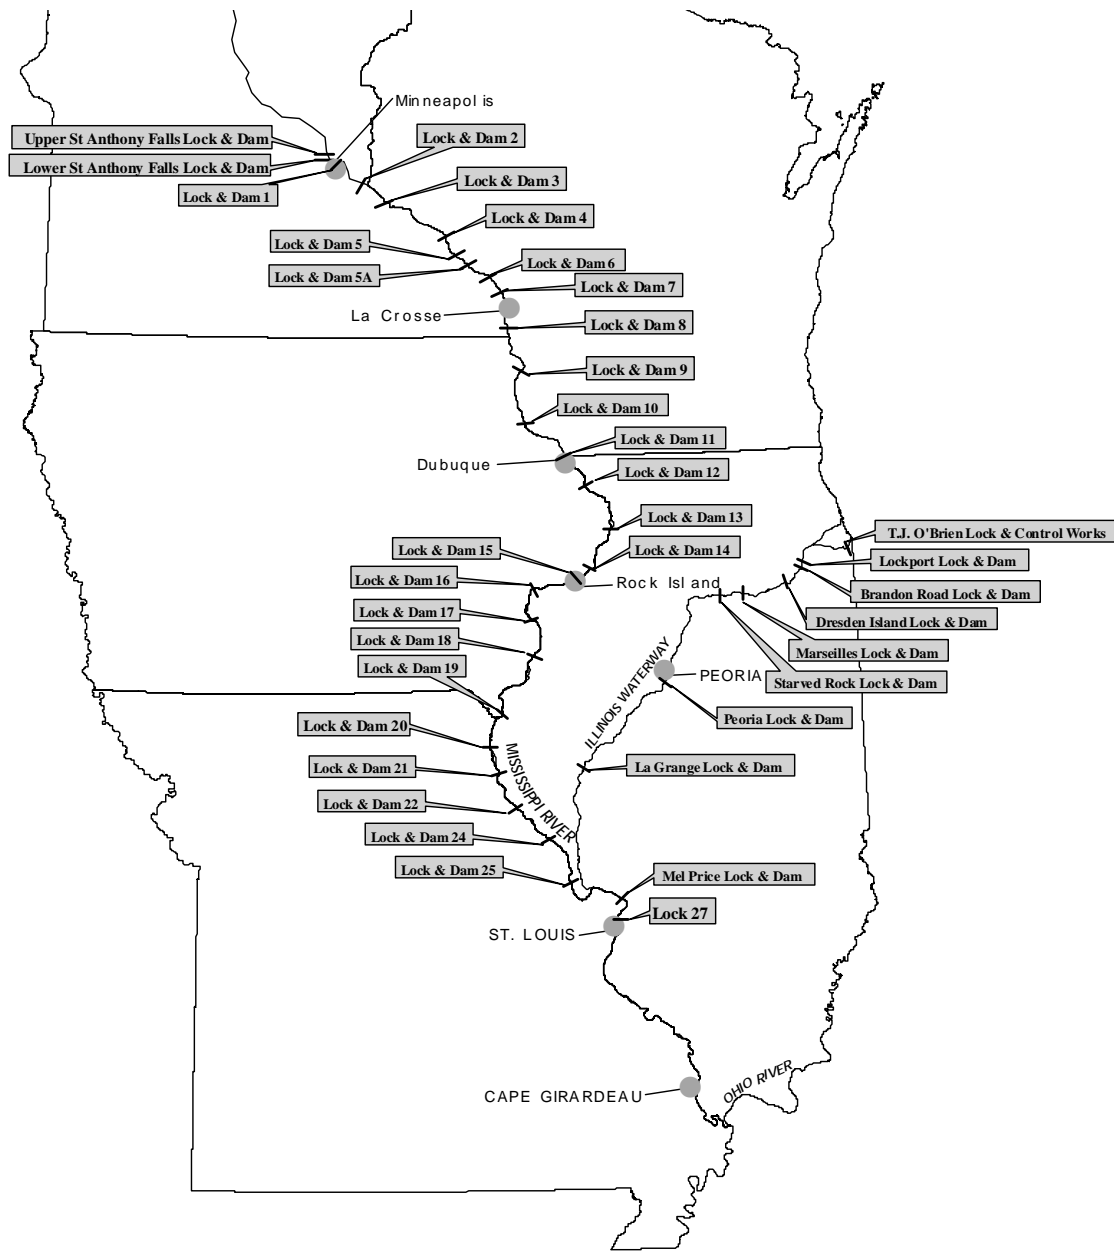 Minneapolis
Upper St Anthony Falls Lock & Dam
Lower St Anthony Falls Lock & Dam
Lock & Dam 1
Lock & Dam 2
Lock & Dam 3
Lock & Dam 4
Lock & Dam 5
Lock & Dam 5A
Lock & Dam 6
Lock & Dam 7
La Crosse
Lock & Dam 8
Lock & Dam 9
Lock & Dam 10
Lock & Dam 11
Dubuque
Lock & Dam 12
Lock & Dam 13
T.J. O'Brien Lock & Control Works
Lock & Dam 15
Lock & Dam 14
Lockport Lock & Dam
Lock & Dam 16
Rock Island
Brandon Road Lock & Dam
Lock & Dam 17
Dresden Island Lock & Dam
Lock & Dam 18
Marseilles Lock & Dam
Lock & Dam 19
PEORIA
Starved Rock Lock & Dam
ILLINOIS WATERWAY
Peoria Lock & Dam
Lock & Dam 20
Lock & Dam 21
La Grange Lock & Dam
MISSISSIPPI RIVER
Lock & Dam 22
Lock & Dam 24
Lock & Dam 25
Mel Price Lock & Dam
Lock 27
ST. LOUIS
OHIO RIVER
CAPE GIRARDEAU